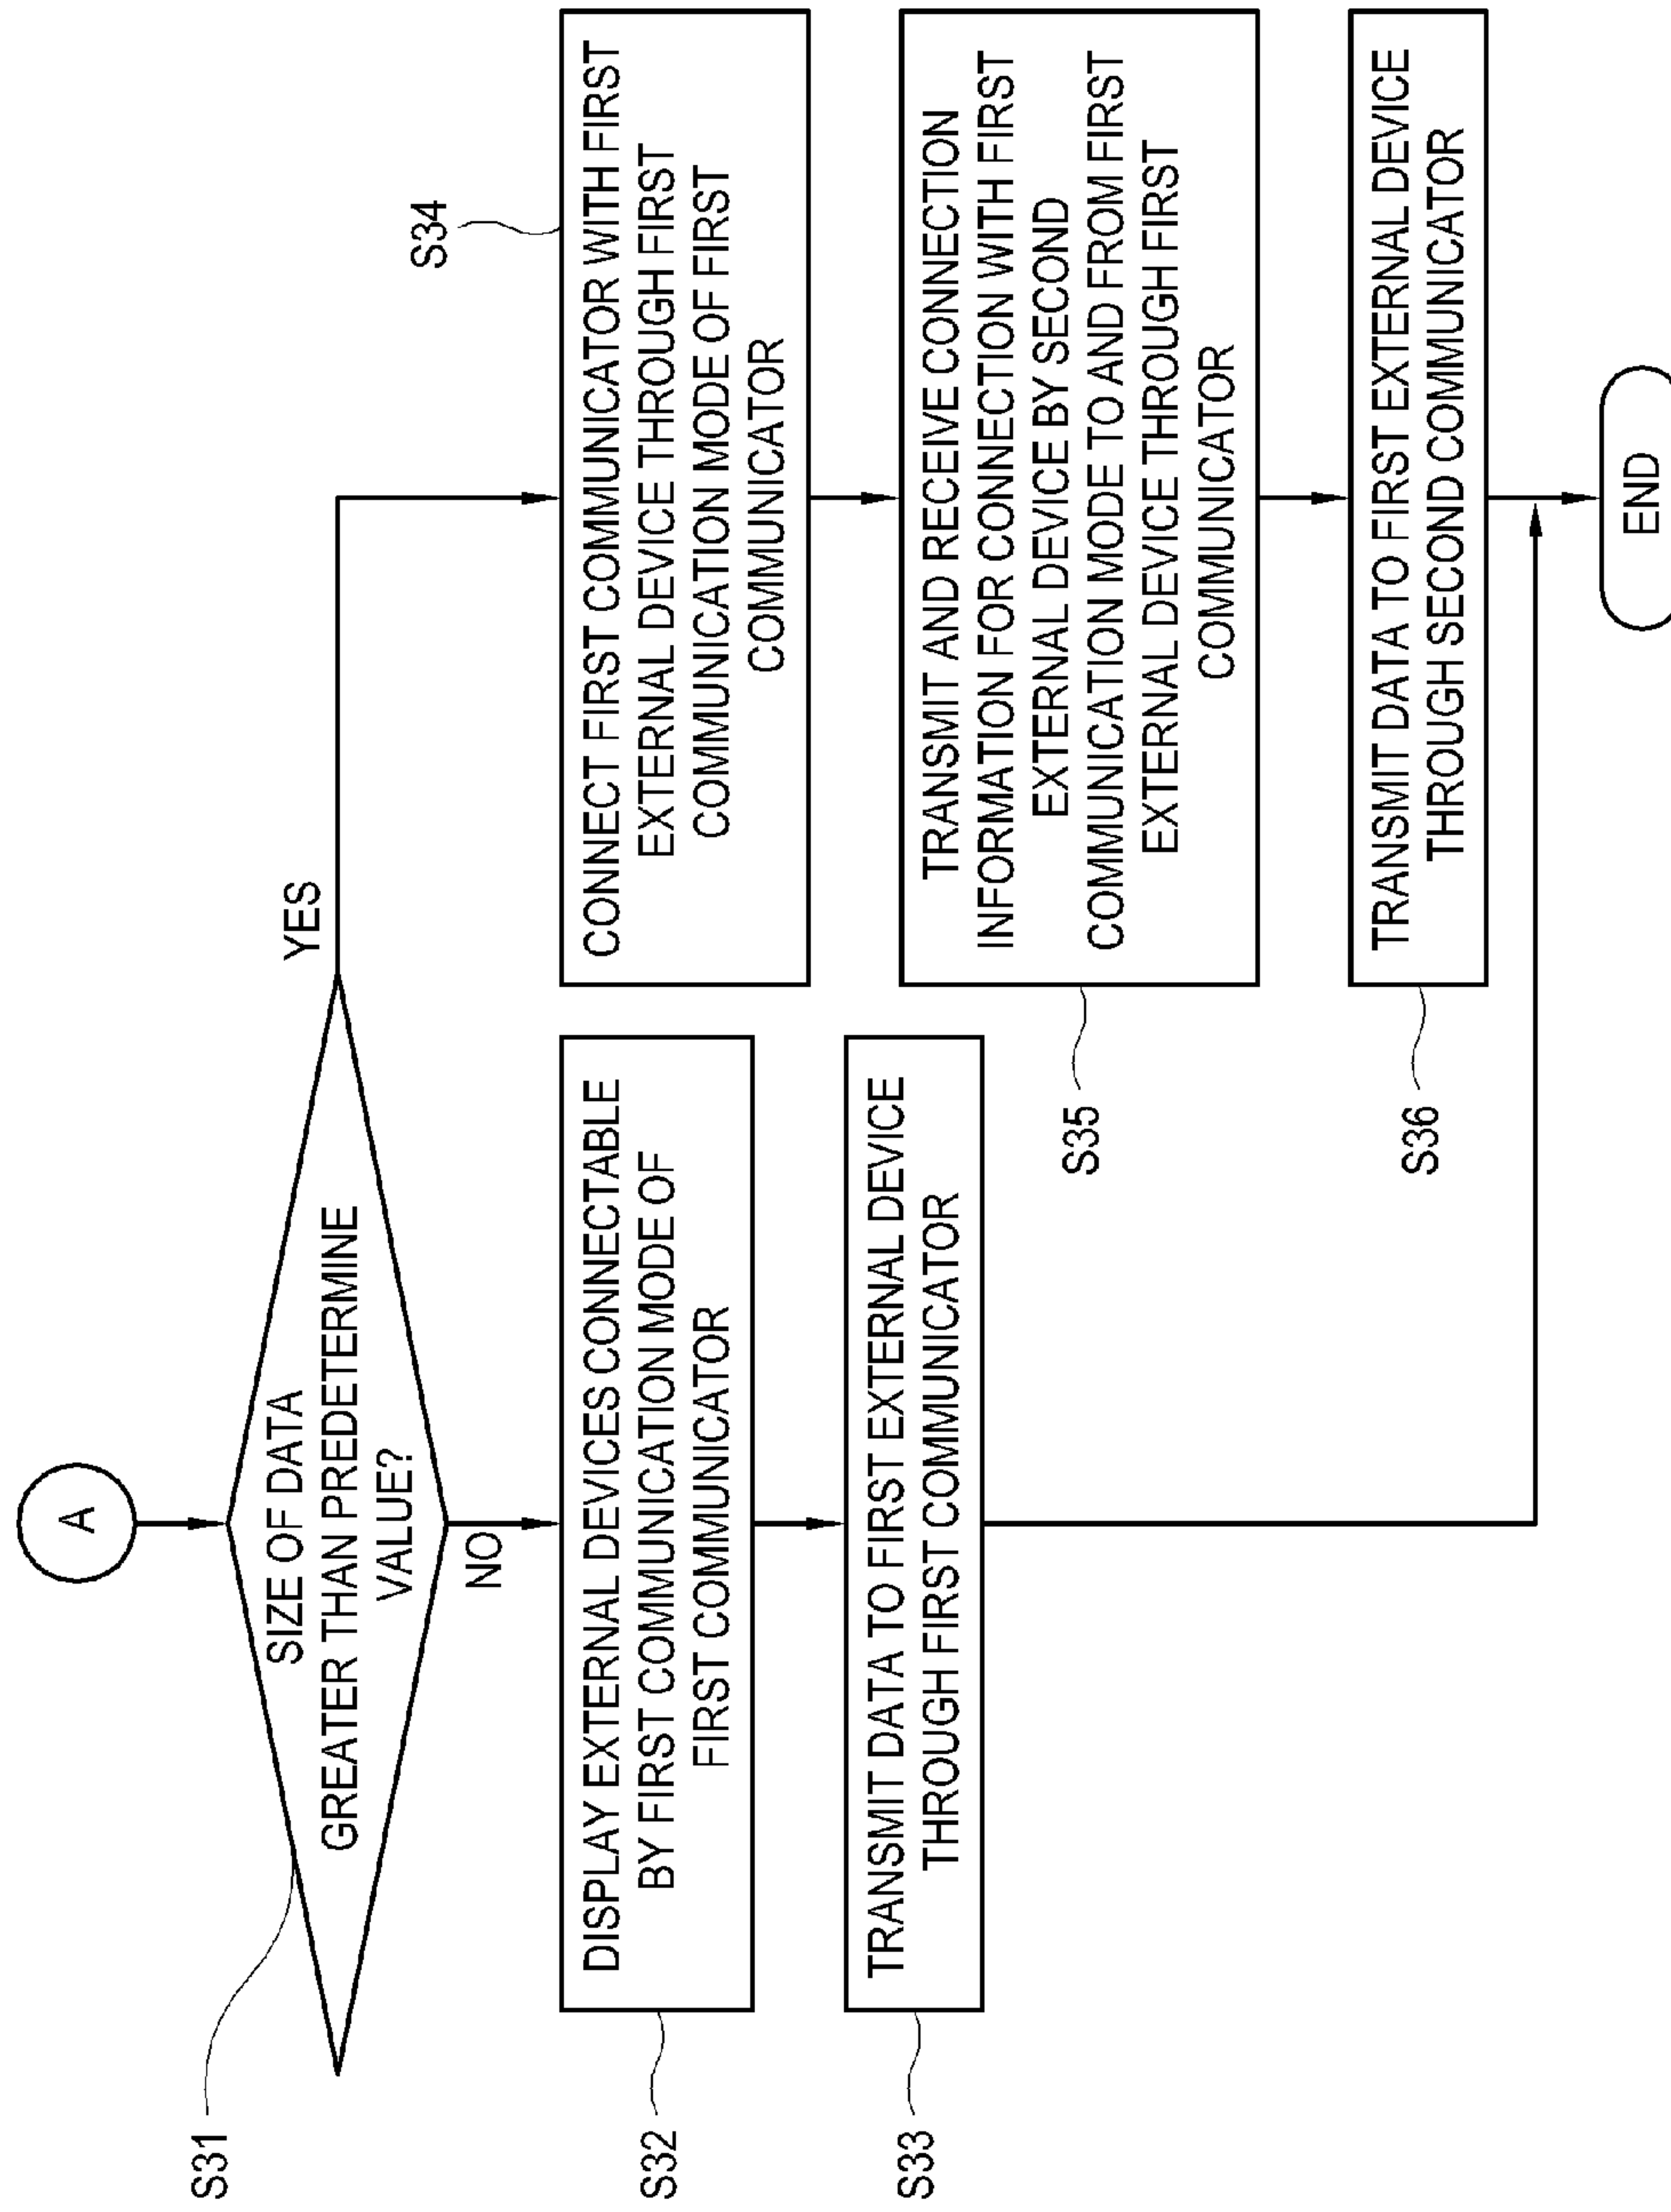 A
S31
SIZE OF DATA
GREATER THAN PREDETERMINE
VALUE?
YES
NO
S32
DISPLAY EXTERNAL DEVICES CONNECTABLE
BY FIRST COMMUNICATION MODE OF
FIRST COMMUNICATOR
S33
TRANSMIT DATA TO FIRST EXTERNAL DEVICE
THROUGH FIRST COMMUNICATOR
S34
CONNECT FIRST COMMUNICATOR WITH FIRST
EXTERNAL DEVICE THROUGH FIRST
COMMUNICATION MODE OF FIRST
COMMUNICATOR
S35
TRANSMIT AND RECEIVE CONNECTION
INFORMATION FOR CONNECTION WITH FIRST
EXTERNAL DEVICE BY SECOND
COMMUNICATION MODE TO AND FROM FIRST
EXTERNAL DEVICE THROUGH FIRST
COMMUNICATOR
S36
TRANSMIT DATA TO FIRST EXTERNAL DEVICE
THROUGH SECOND COMMUNICATOR
END